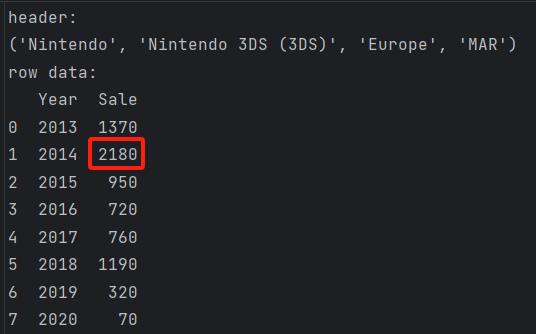 header:
('Nintendo', 'Nintendo 3DS (3DS)', 'Europe', 'MAR')
row data:
   Year  Sale
0  2013  1370
1  2014  2180
2  2015   950
3  2016   720
4  2017   760
5  2018  1190
6  2019   320
7  2020    70